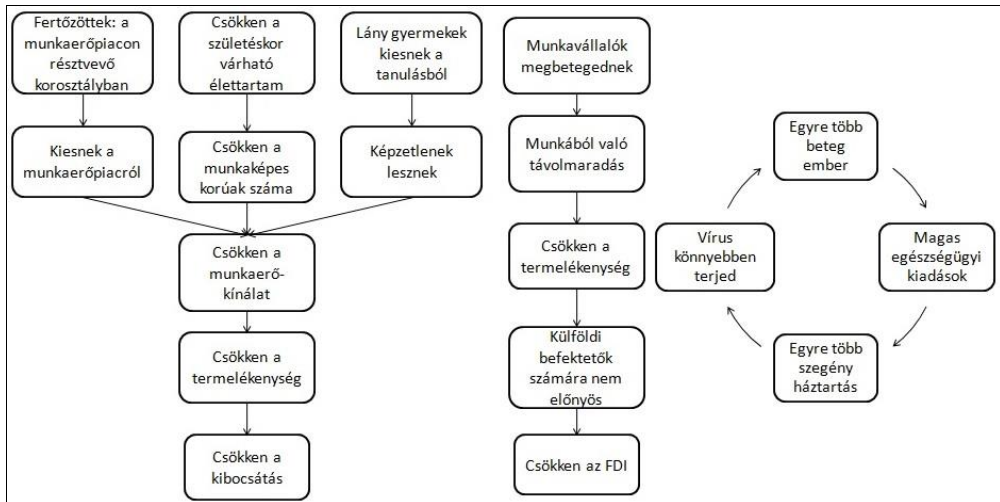 Fertőzöttek: a
munkaerőpiacon
résztvevő
korosztályban
Kiesnek a
munkaerőpiacról
Csökken a
születéskor
várható
élettartam
Csökken a
munkaképes
korúak száma
Lány gyermekek
kiesnek a
tanulásból
Képzetlenek
lesznek
Csökken a
munkaerő-
kínálat
Csökken a
termelékenység
Csökken a
kibocsátás
Munkavállalók
megbetegednek
Munkából való
távolmaradás
Csökken a
termelékenység
Külföldi
befektetők
számára nem
előnyös
Csökken az FDI
Egyre több
beteg
ember
Magas
egészségügyi
kiadások
Egyre több
szegény
háztartás
Vírus
könnyebben
terjed